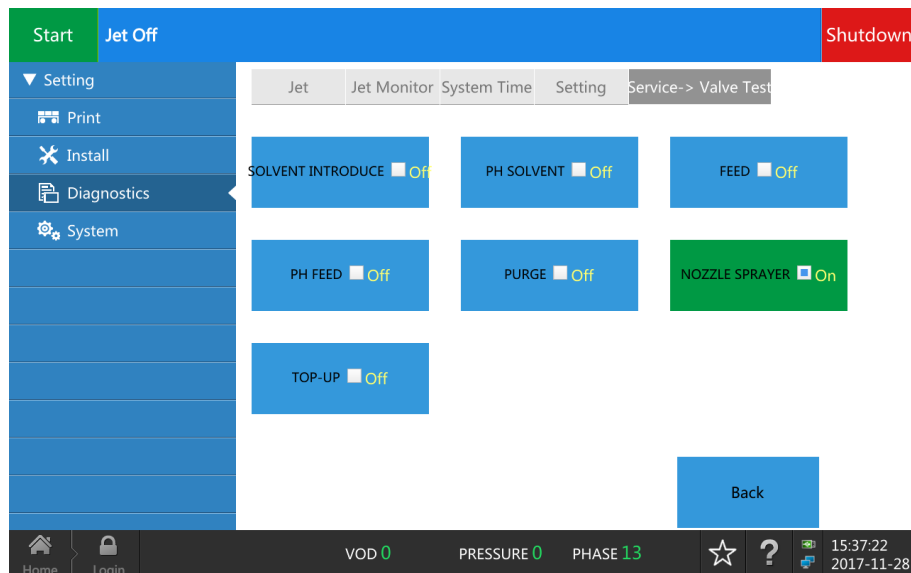 Start Jet Off Shutdown
Setting
Jet Jet Monitor System Time Setting Service-> Valve Test
Print
Install
Diagnostics
System
SOLVENT INTRODUCE Off PH SOLVENT Off FEED Off
PH FEED Off PURGE Off NOZZLE SPRAYER On
TOP-UP Off
Back
Home Login VOD 0 PRESSURE 0 PHASE 13 ? 15:37:22
2017-11-28